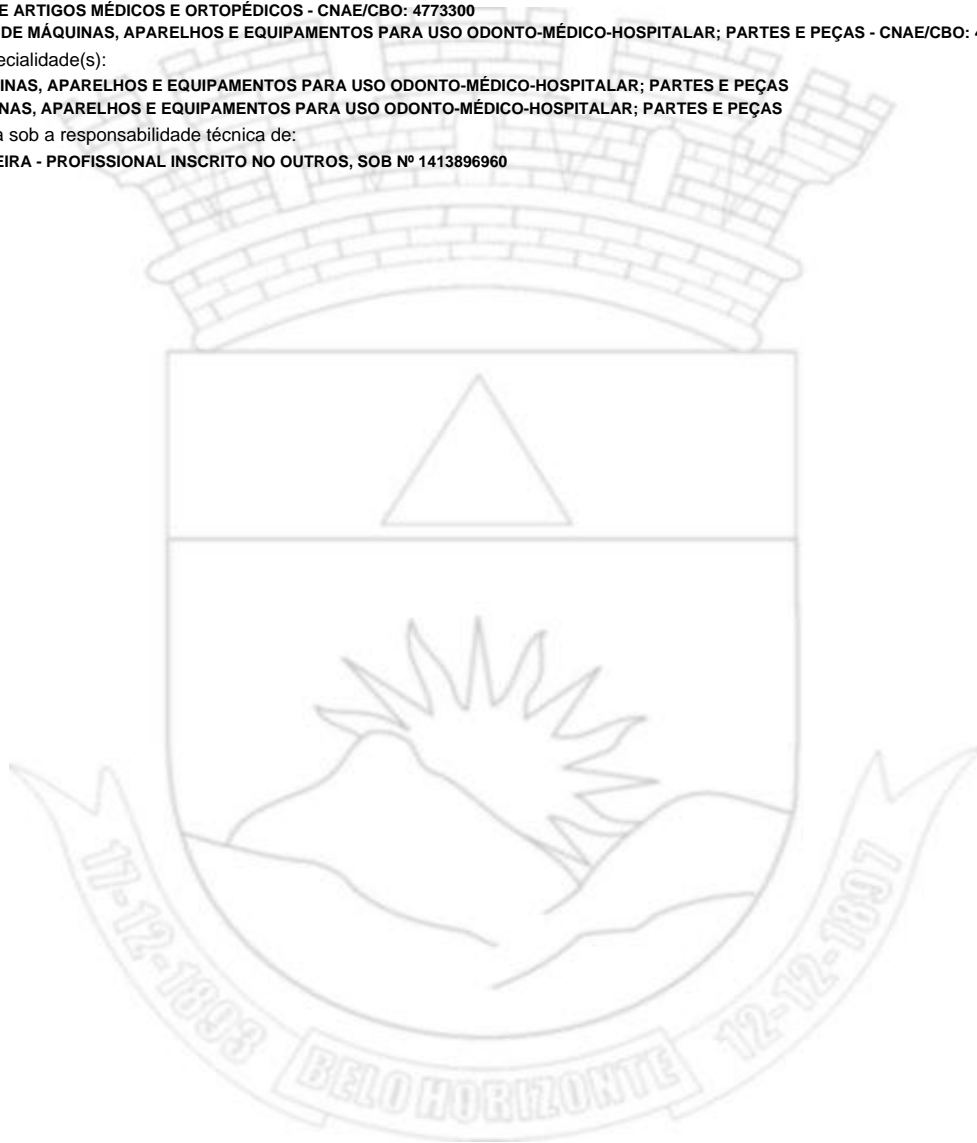 E ARTIGOS MÉDICOS E ORTOPÉDICOS - CNAE/CBO: 4773300
DE MÁQUINAS, APARELHOS E EQUIPAMENTOS PARA USO ODONTO-MÉDICO-HOSPITALAR; PARTES E PEÇAS - CNAE/CBO: 4
ecialidade(s):
INAS, APARELHOS E EQUIPAMENTOS PARA USO ODONTO-MÉDICO-HOSPITALAR; PARTES E PEÇAS
NAS, APARELHOS E EQUIPAMENTOS PARA USO ODONTO-MÉDICO-HOSPITALAR; PARTES E PEÇAS
a sob a responsabilidade técnica de:
EIRA - PROFISSIONAL INSCRITO NO OUTROS, SOB Nº 1413896960
17-12-1893
BELO HORIZONTE
12-12-1897